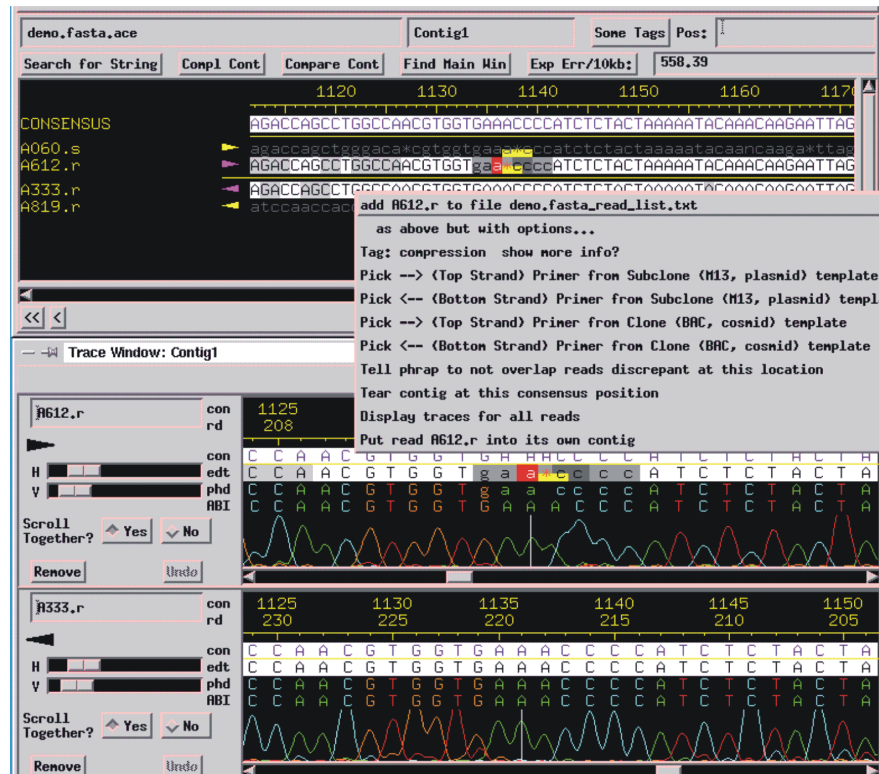 demo.fasta.ace Contig1 Some Tags Pos:
Search for String Compl Cont Compare Cont Find Main Win Exp Err/10kb: 558.39
1120 1130 1140 1150 1160 1170
CONSENSUS AGACCAGCCTGGCCAACGTGGTGAAACCCCATCTCTACTAAAAATACAAACAAGAATTAG
A060.s agaccagctgggaca*cgtggtgaaa*cccatctctactaaaaatacaaacaaga*ttag
A612.r AGACCAGCCTGGCCAACGTGGTgaa*ccccATCTCTACTAAAAATACAAACAAGAATTAG
A333.r AGACCAGCCTGGCCAACGTGGTGAAACCCCATCTCTACTAAAAATACAANCAAGAATTAG
A819.r atccaaccacc
add A612.r to file demo.fasta_read_list.txt
as above but with options...
Tag: compression show more info?
Pick --> (Top Strand) Primer from Subclone (M13, plasmid) template
Pick <-- (Bottom Strand) Primer from Subclone (M13, plasmid) templ
Pick --> (Top Strand) Primer from Clone (BAC, cosmid) template
Pick <-- (Bottom Strand) Primer from Clone (BAC, cosmid) template
Tell phrap to not overlap reads discrepant at this location
Tear contig at this consensus position
Display traces for all reads
Put read A612.r into its own contig
<< <
Trace Window: Contig1
A612.r con 1125
rd 208
con C C A A C G T G G T G A A A C C C C A T C T C T A C T A
H edt C C A A C G T G G T g a a * c c c c A T C T C T A C T A
V phd C C A A C G T G G T g a a c c c c A T C T C T A C T A
ABI C C A A C G T G G T G A A A C C C A T C T C T A C T A
Scroll Together? Yes No
Remove Undo
A333.r con 1125 1130 1135 1140 1145 1150
rd 230 225 220 215 210 205
con C C A A C G T G G T G A A A C C C C A T C T C T A C T A
H edt C C A A C G T G G T G A A A C C C C A T C T C T A C T A
V phd C C A A C G T G G T G A A A C C C C A T C T C T A C T A
ABI C C A A C G T G G T G A A A C C C C A T C T C T A C T A
Scroll Together? Yes No
Remove Undo